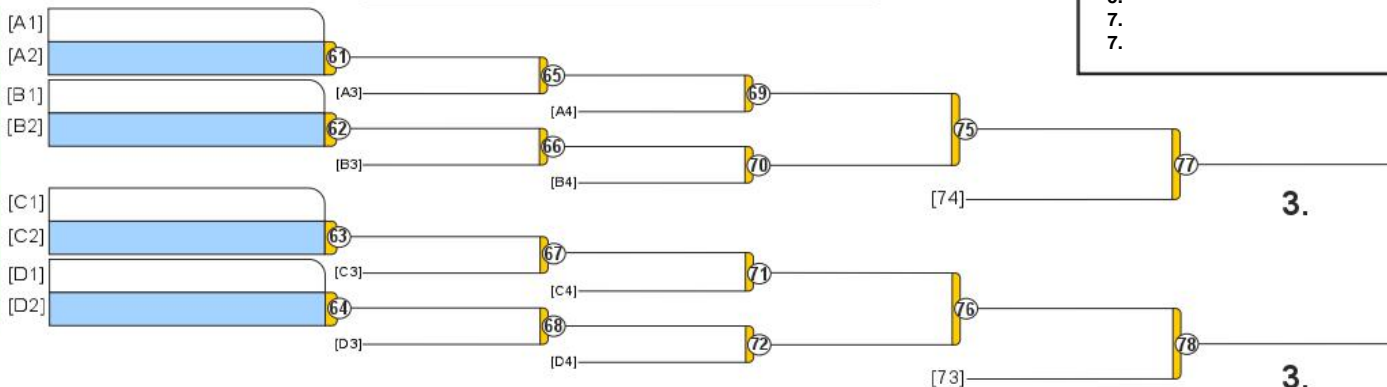 7.
7.
[A1]
[A2]
61
[A3]
65
[A4]
69
[B1]
[B2]
62
[B3]
66
[B4]
70
75
[74]
77
3.
[C1]
[C2]
63
[C3]
67
[C4]
71
[D1]
[D2]
64
[D3]
68
[D4]
72
76
[73]
78
3.